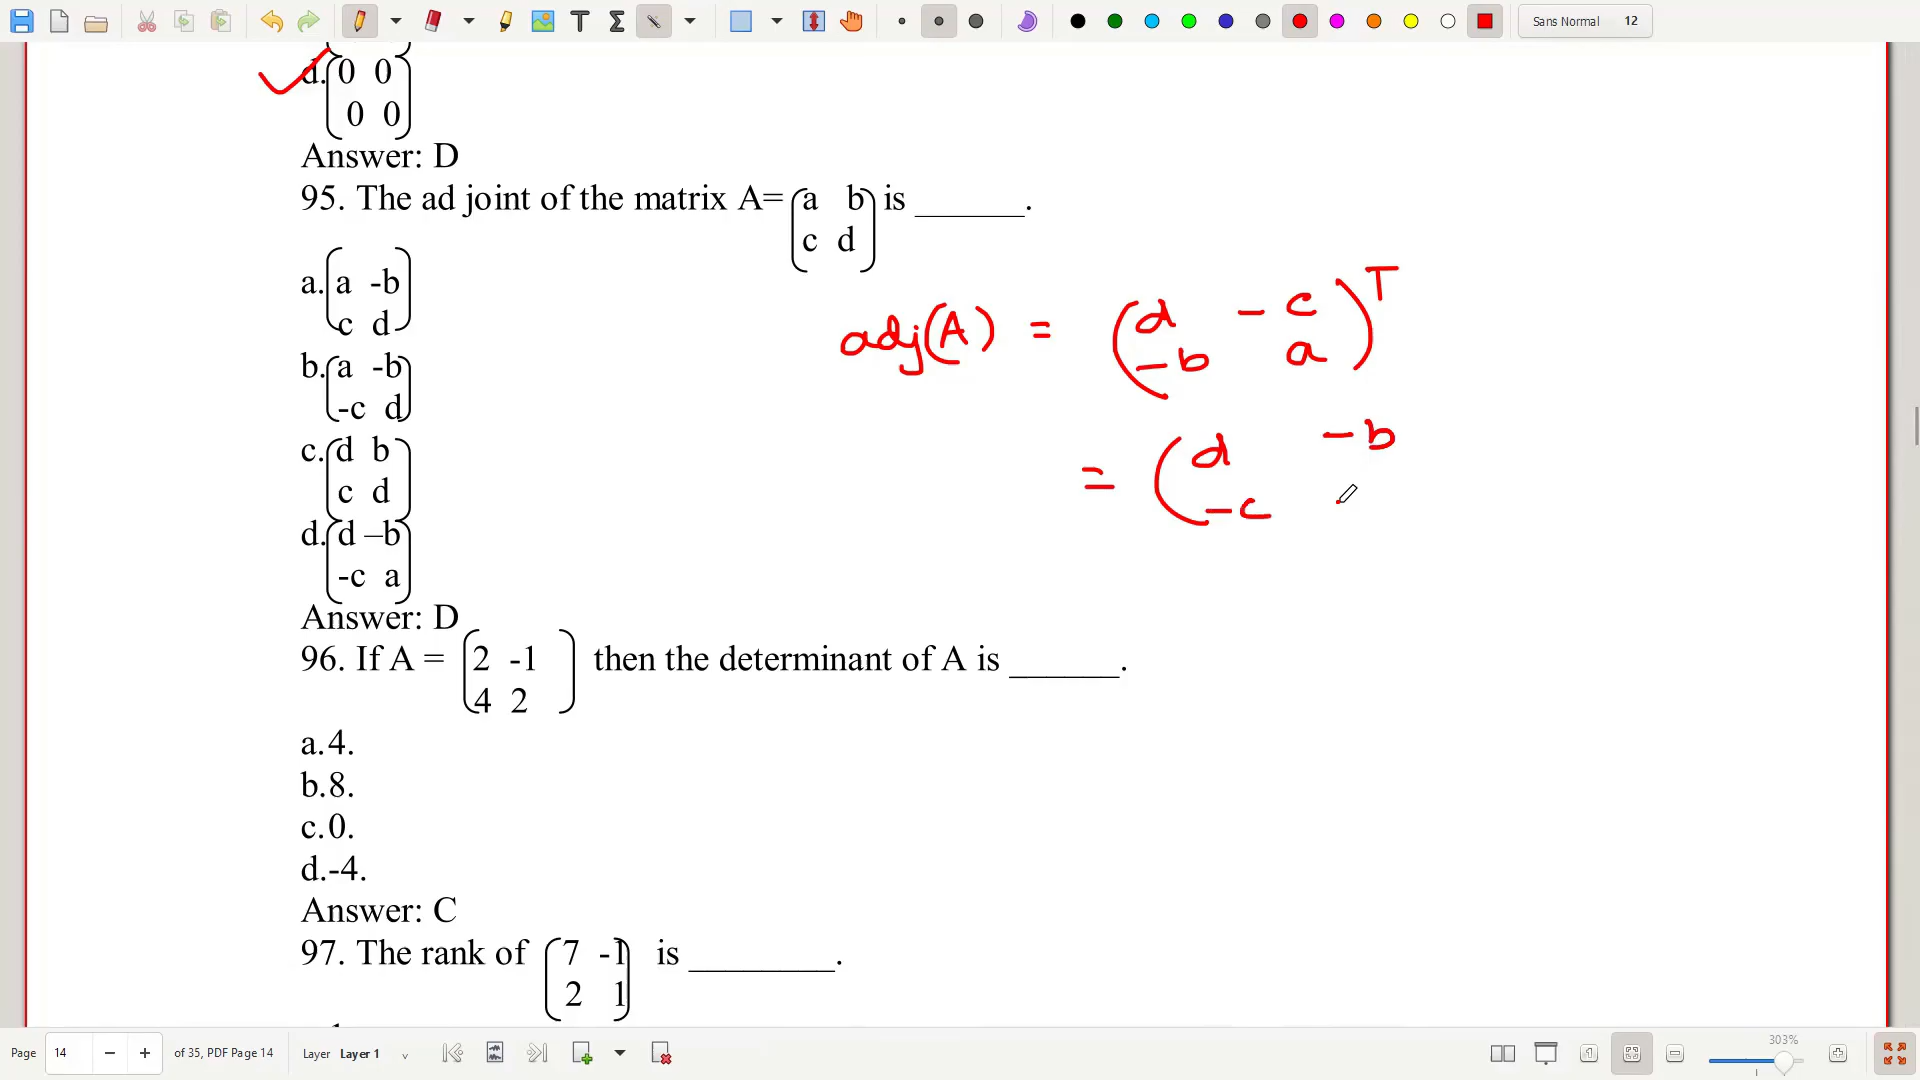 Sans Normal 12
d. 0 0
0 0
Answer: D
95. The ad joint of the matrix A= a b is ______.
c d
a. a -b
c d
b. a -b
-c d
c. d b
c d
d. d –b
-c a
adj(A) = ( d - c )T
- b a
= ( d - b
- c
Answer: D
96. If A = 2 -1 then the determinant of A is ______.
4 2
a.4.
b.8.
c.0.
d.-4.
Answer: C
97. The rank of 7 -1 is ________.
2 1
Page 14 of 35, PDF Page 14 Layer Layer 1
303%